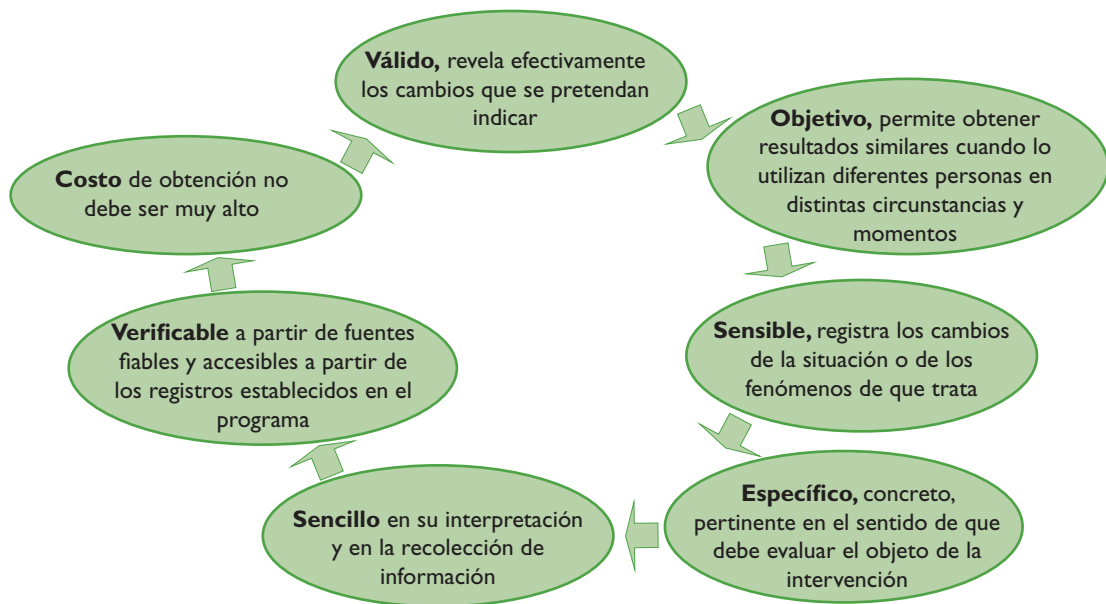 Válido, revela efectivamente
los cambios que se pretendan
indicar
Objetivo, permite obtener
resultados similares cuando lo
utilizan diferentes personas en
distintas circunstancias y
momentos
Sensible, registra los cambios
de la situación o de los
fenómenos de que trata
Específico, concreto,
pertinente en el sentido de que
debe evaluar el objeto de la
intervención
Sencillo en su interpretación
y en la recolección de
información
Verificable a partir de fuentes
fiables y accesibles a partir de
los registros establecidos en el
programa
Costo de obtención no
debe ser muy alto